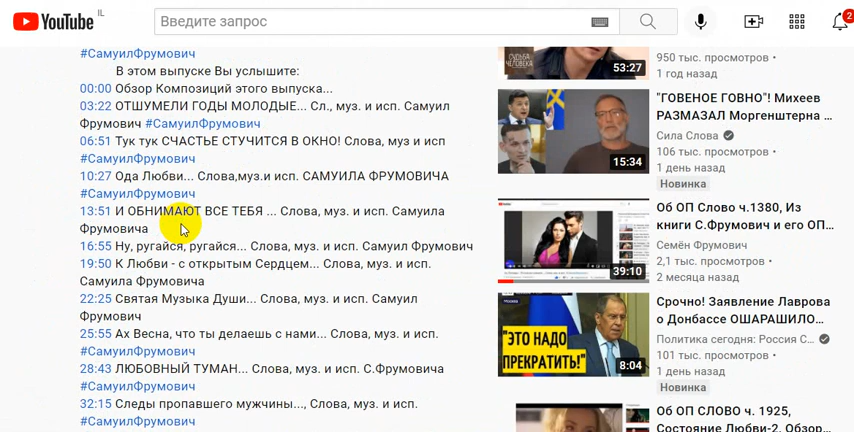 YouTube IL
Введите запрос
2
#СамуилФрумович
В этом выпуске Вы услышите:
00:00 Обзор Композиций этого выпуска...
03:22 ОТШУМЕЛИ ГОДЫ МОЛОДЫЕ... Сл., муз. и исп. Самуил
Фрумович #СамуилФрумович
06:51 Тук тук СЧАСТЬЕ СТУЧИТСЯ В ОКНО! Слова, муз и исп
#СамуилФрумович
10:27 Ода Любви... Слова,муз.и исп. САМУИЛА ФРУМОВИЧА
#СамуилФрумович
13:51 И ОБНИМАЮТ ВСЕ ТЕБЯ ... Слова, муз. и исп. Самуила
Фрумовича
16:55 Ну, ругайся, ругайся... Слова, муз. и исп. Самуил Фрумович
19:50 К Любви - с открытым Сердцем... Слова, муз. и исп.
Самуила Фрумовича
22:25 Святая Музыка Души... Слова, муз. и исп. Самуил
Фрумович
25:55 Ах Весна, что ты делаешь с нами... Слова, муз. и исп.
#СамуилФрумович
28:43 ЛЮБОВНЫЙ ТУМАН... Слова, муз. и исп. С.Фрумовича
#СамуилФрумович
32:15 Следы пропавшего мужчины..., Слова, муз. и исп.
#СамуилФрумович
СУДЬБА
ЧЕЛОВЕКА
53:27
950 тыс. просмотров •
1 год назад
15:34
"ГОВЕНОЕ ГОВНО"! Михеев
РАЗМАЗАЛ Моргенштерна ...
Сила Слова
106 тыс. просмотров •
1 день назад
Новинка
39:10
Об ОП Слово ч.1380, Из
книги С.Фрумович и его ОП...
Семён Фрумович
2,1 тыс. просмотров •
2 месяца назад
МОСКВА
"ЭТО НАДО
ПРЕКРАТИТЬ!"
8:04
Срочно! Заявление Лаврова
о Донбассе ОШАРАШИЛО...
Политика сегодня: Россия С...
101 тыс. просмотров •
1 день назад
Новинка
Об ОП СЛОВО ч. 1925,
Состояние Любви-2. Обзор...